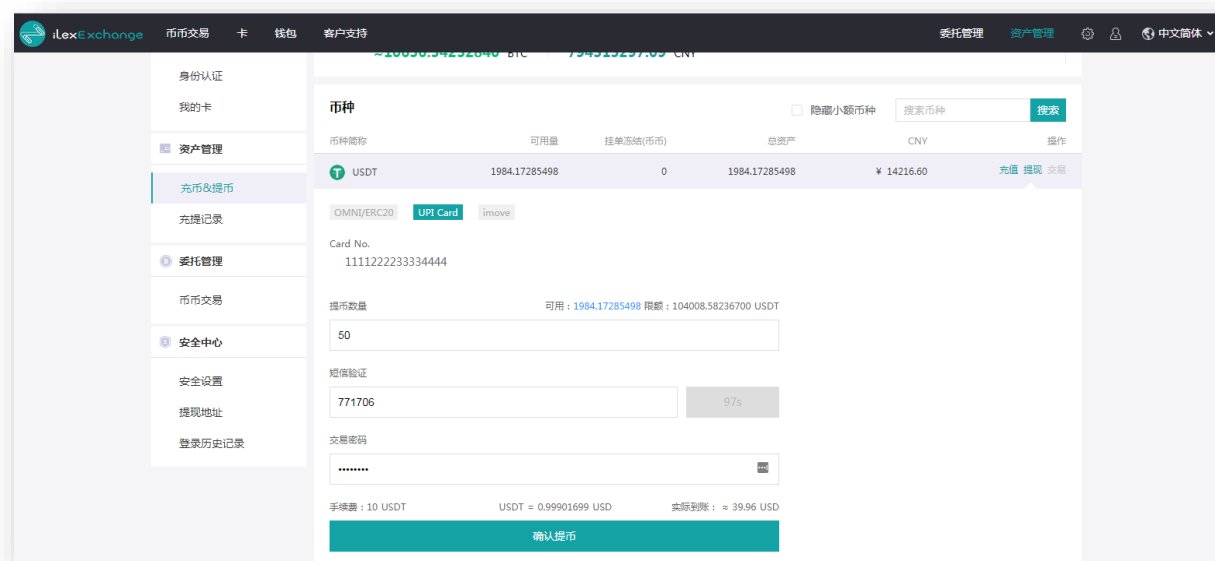 iLexExchange 币币交易 卡 钱包 客户支持 委托管理 资产管理 中文简体
BTC CNY
身份认证
我的卡
资产管理
充币&提币
充提记录
委托管理
币币交易
安全中心
安全设置
提现地址
登录历史记录
币种 隐藏小额币种 搜索币种 搜索
币种简称 可用量 挂单冻结(币币) 总资产 CNY 操作
USDT 1984.17285498 0 1984.17285498 ¥ 14216.60 充值 提现 交易
OMNI/ERC20 UPI Card imove
Card No.
1111222233334444
提币数量 可用：1984.17285498 限额：104008.58236700 USDT
50
短信验证
771706 97s
交易密码
••••••••
手续费：10 USDT USDT = 0.99901699 USD 实际到账： ≈ 39.96 USD
确认提币